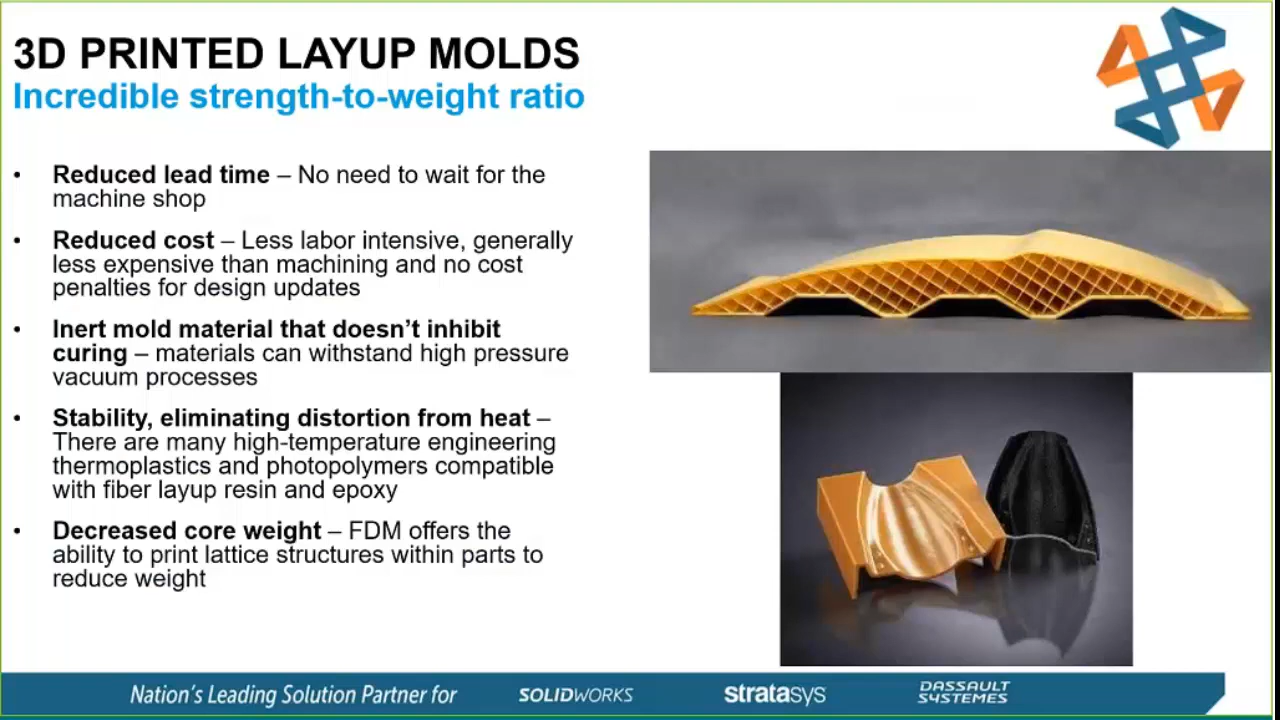 3D PRINTED LAYUP MOLDS
Incredible strength-to-weight ratio
• Reduced lead time – No need to wait for the
machine shop
• Reduced cost – Less labor intensive, generally
less expensive than machining and no cost
penalties for design updates
• Inert mold material that doesn’t inhibit
curing – materials can withstand high pressure
vacuum processes
• Stability, eliminating distortion from heat –
There are many high-temperature engineering
thermoplastics and photopolymers compatible
with fiber layup resin and epoxy
• Decreased core weight – FDM offers the
ability to print lattice structures within parts to
reduce weight
Nation’s Leading Solution Partner for
SOLIDWORKS
stratasys
DASSAULT
SYSTEMES